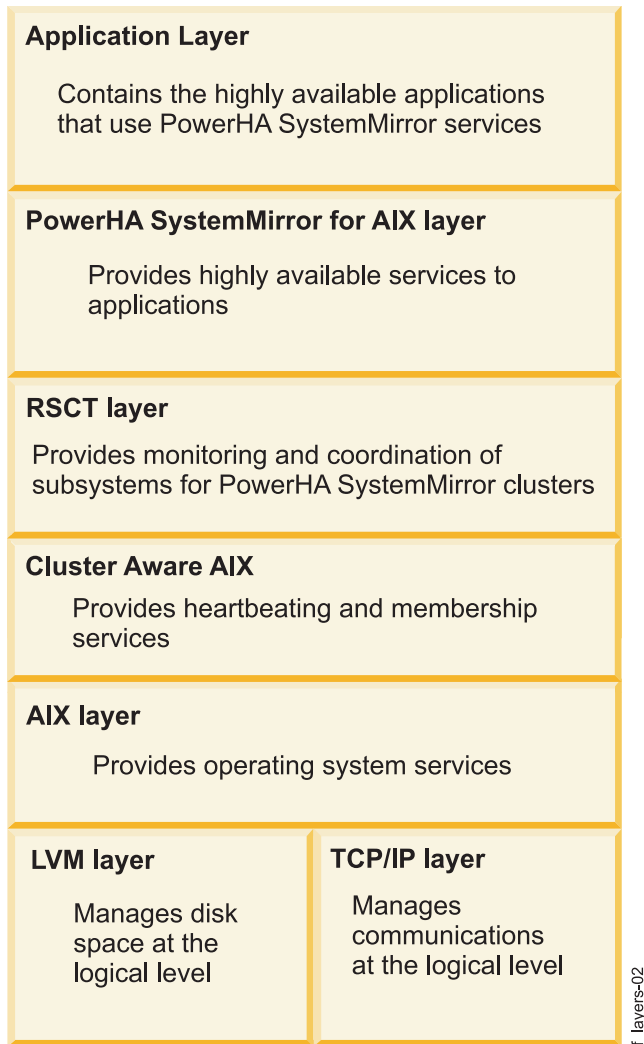 Application Layer
Contains the highly available applications
that use PowerHA SystemMirror services
PowerHA SystemMirror for AIX layer
Provides highly available services to
applications
RSCT layer
Provides monitoring and coordination of
subsystems for PowerHA SystemMirror clusters
Cluster Aware AIX
Provides heartbeating and membership
services
AIX layer
Provides operating system services
LVM layer
Manages disk
space at the
logical level
TCP/IP layer
Manages
communications
at the logical level
layers-02